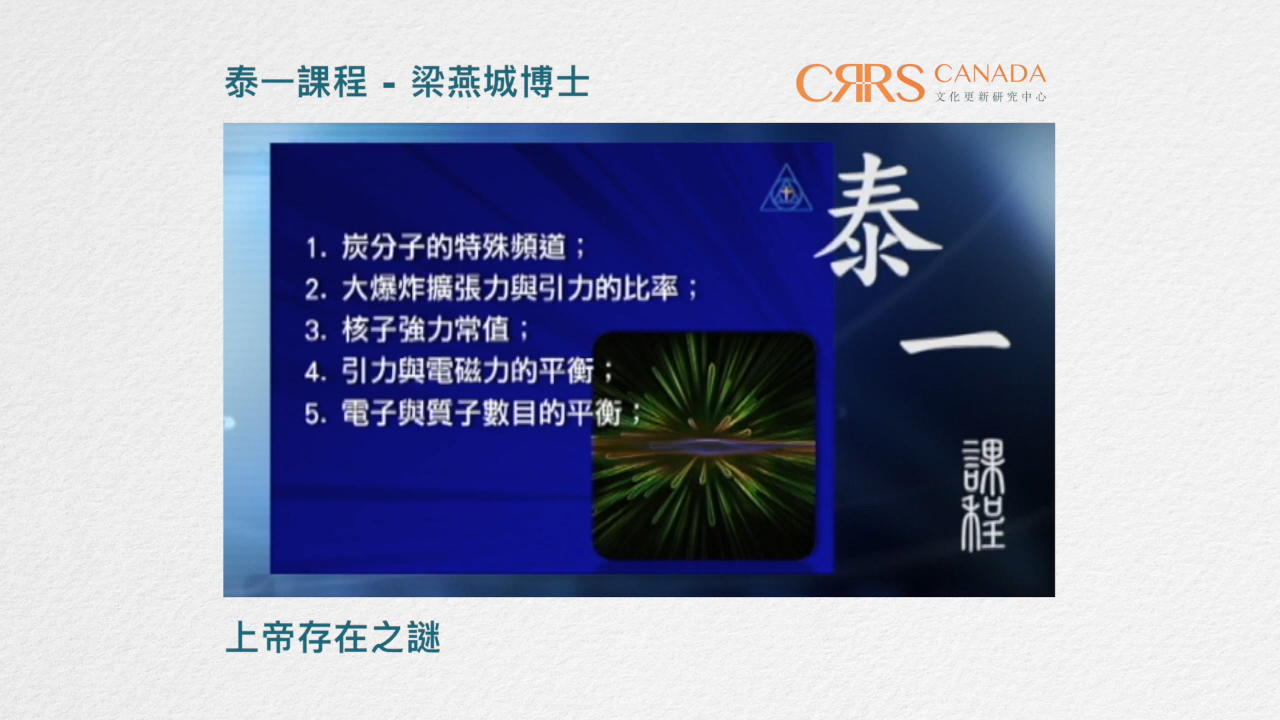 泰一課程 - 梁燕城博士
CRRS CANADA
文化更新研究中心
泰一
課程
1. 炭分子的特殊頻道；
2. 大爆炸擴張力與引力的比率；
3. 核子強力常值；
4. 引力與電磁力的平衡；
5. 電子與質子數目的平衡；
上帝存在之謎